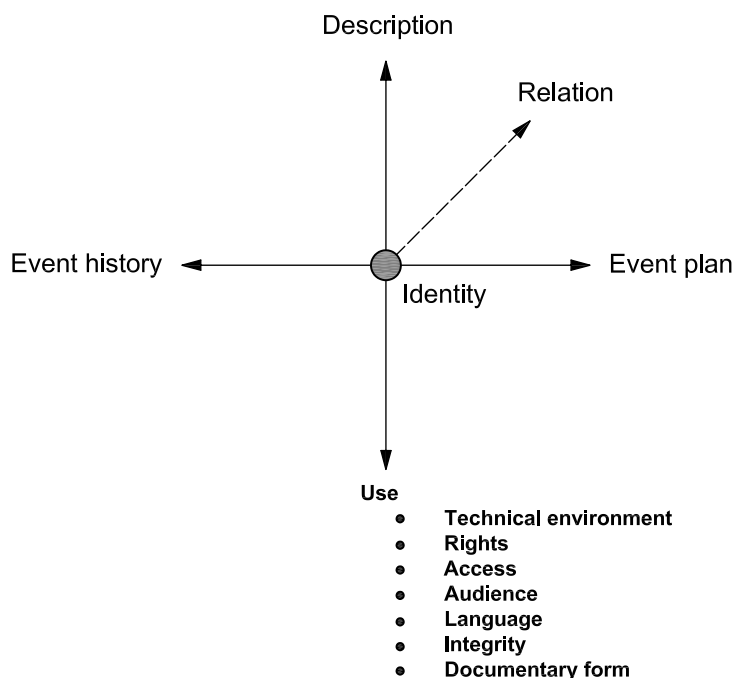 Description
Relation
Event history
Event plan
Identity
Use
Technical environment
Rights
Access
Audience
Language
Integrity
Documentary form